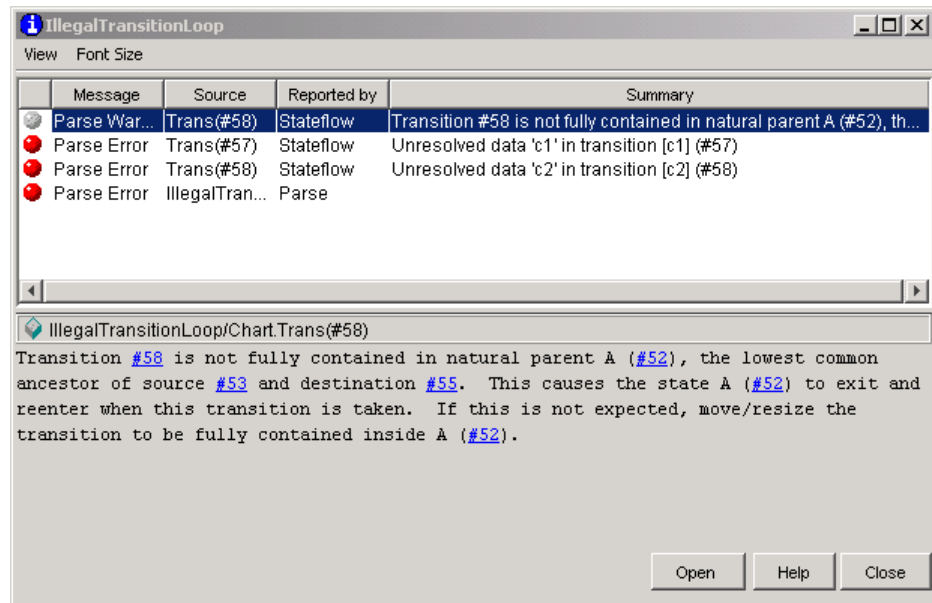 IllegalTransitionLoop
View Font Size
Message Source Reported by Summary
Parse War... Trans(#58) Stateflow Transition #58 is not fully contained in natural parent A (#52), th...
Parse Error Trans(#57) Stateflow Unresolved data 'c1' in transition [c1] (#57)
Parse Error Trans(#58) Stateflow Unresolved data 'c2' in transition [c2] (#58)
Parse Error IllegalTran... Parse
IllegalTransitionLoop/Chart.Trans(#58)
Transition #58 is not fully contained in natural parent A (#52), the lowest common
ancestor of source #53 and destination #55. This causes the state A (#52) to exit and
reenter when this transition is taken. If this is not expected, move/resize the
transition to be fully contained inside A (#52).
Open Help Close